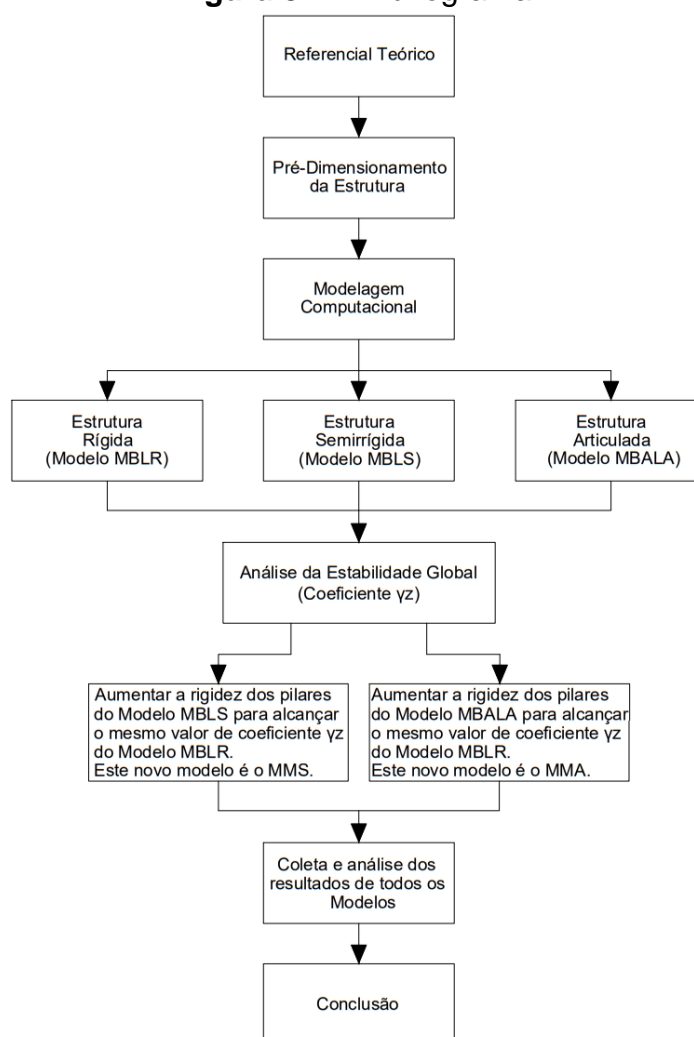 Referencial Teórico
Pré-Dimensionamento
da Estrutura
Modelagem
Computacional
Estrutura
Rígida
(Modelo MBLR)
Estrutura
Semirrígida
(Modelo MBLS)
Estrutura
Articulada
(Modelo MBALA)
Análise da Estabilidade Global
(Coeficiente γz)
Aumentar a rigidez dos pilares
do Modelo MBLS para alcançar
o mesmo valor de coeficiente γz
do Modelo MBLR.
Este novo modelo é o MMS.
Aumentar a rigidez dos pilares
do Modelo MBALA para alcançar
o mesmo valor de coeficiente γz
do Modelo MBLR.
Este novo modelo é o MMA.
Coleta e análise dos
resultados de todos os
Modelos
Conclusão